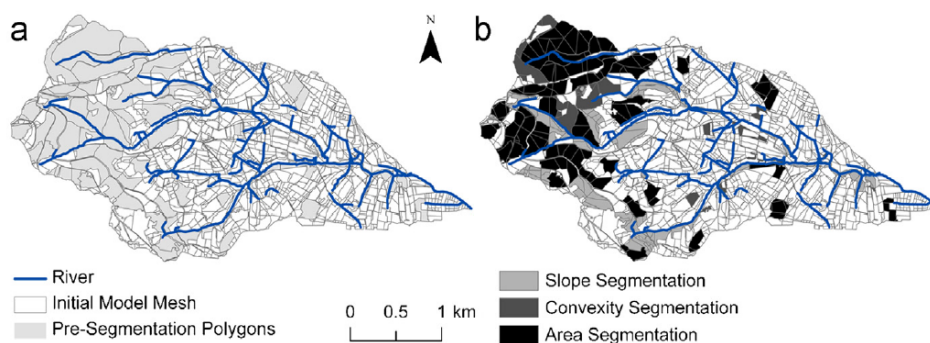 a
N
b
River
Initial Model Mesh
Pre-Segmentation Polygons
0 0.5 1 km
Slope Segmentation
Convexity Segmentation
Area Segmentation